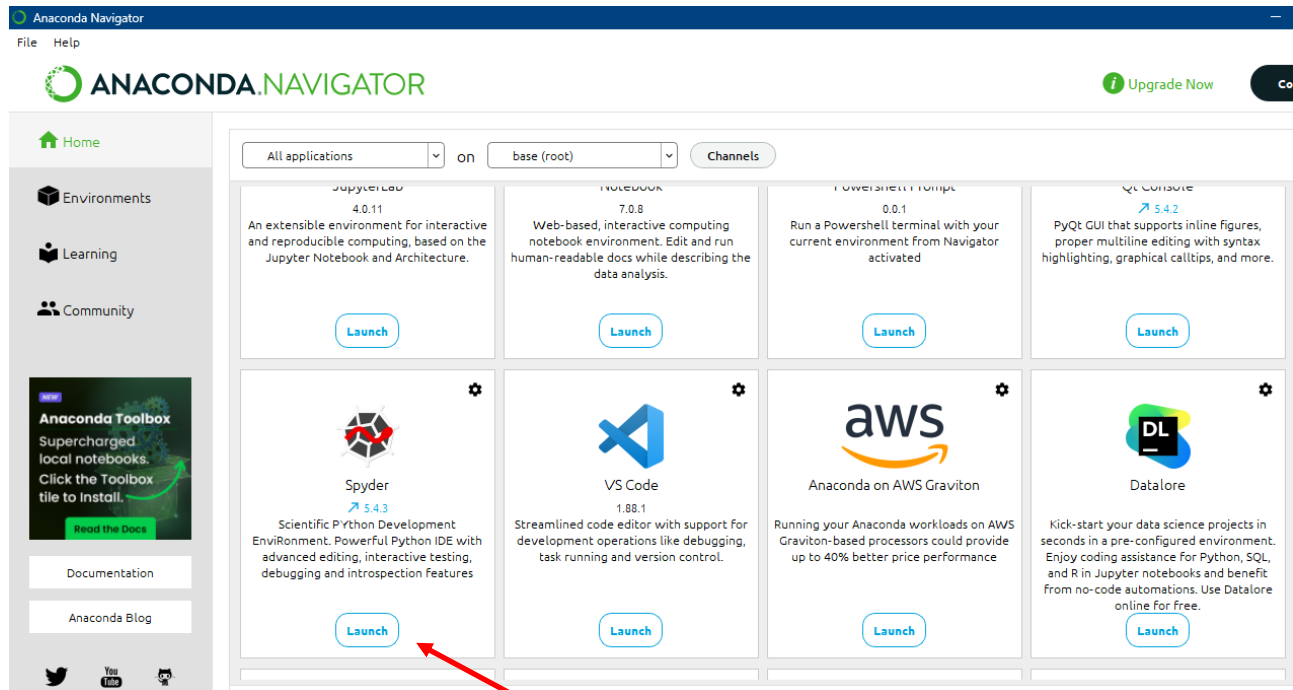 Anaconda Navigator
File Help
ANACONDA.NAVIGATOR
i Upgrade Now
Co
Home
Environments
Learning
Community
All applications on base (root) Channels
JupyterLab
4.0.11
An extensible environment for interactive
and reproducible computing, based on the
Jupyter Notebook and Architecture.
Launch
Notebook
7.0.8
Web-based, interactive computing
notebook environment. Edit and run
human-readable docs while describing the
data analysis.
Launch
Powershell Prompt
0.0.1
Run a Powershell terminal with your
current environment from Navigator
activated
Launch
Qt Console
5.4.2
PyQt GUI that supports inline figures,
proper multiline editing with syntax
highlighting, graphical calltips, and more.
Launch
Spyder
5.4.3
Scientific PYthon Development
EnviRonment. Powerful Python IDE with
advanced editing, interactive testing,
debugging and introspection features
Launch
VS Code
1.88.1
Streamlined code editor with support for
development operations like debugging,
task running and version control.
Launch
aws
Anaconda on AWS Graviton
Running your Anaconda workloads on AWS
Graviton-based processors could provide
up to 40% better price performance
Launch
DL
Datalore
Kick-start your data science projects in
seconds in a pre-configured environment.
Enjoy coding assistance for Python, SQL,
and R in Jupyter notebooks and benefit
from no-code automations. Use Datalore
online for free.
Launch
NEW
Anaconda Toolbox
Supercharged
local notebooks.
Click the Toolbox
tile to Install.
Read the Docs
Documentation
Anaconda Blog
You
Tube